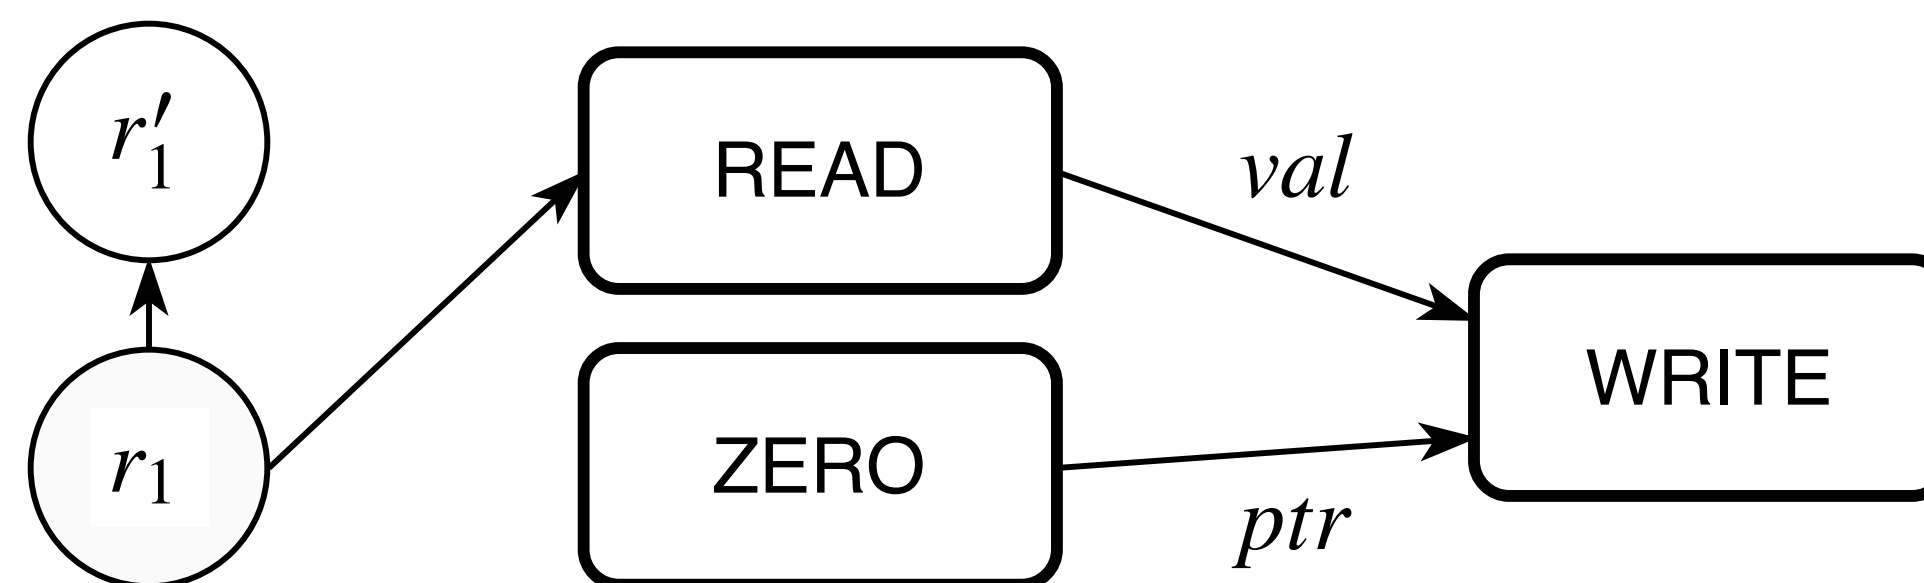 r′₁
READ
val
WRITE
r₁
ZERO
ptr